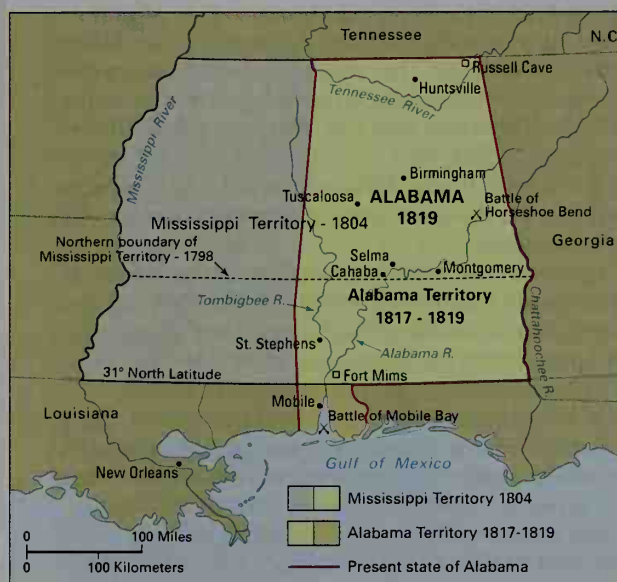 Tennessee
N.C
Russell Cave
Huntsville
Tennessee River
Mississippi River
Birmingham
Tuscaloosa
ALABAMA
1819
Battle of
Horseshoe Bend
Mississippi Territory - 1804
Georgia
Northern boundary of
Mississippi Territory - 1798
Selma
Cahaba
Montgomery
Alabama Territory
1817 - 1819
Tombigbee R.
Chattahoochee R.
St. Stephens
Alabama R.
31° North Latitude
Fort Mims
Louisiana
Mobile
Battle of Mobile Bay
New Orleans
Gulf of Mexico
Mississippi Territory 1804
Alabama Territory 1817-1819
Present state of Alabama
0 100 Miles
0 100 Kilometers